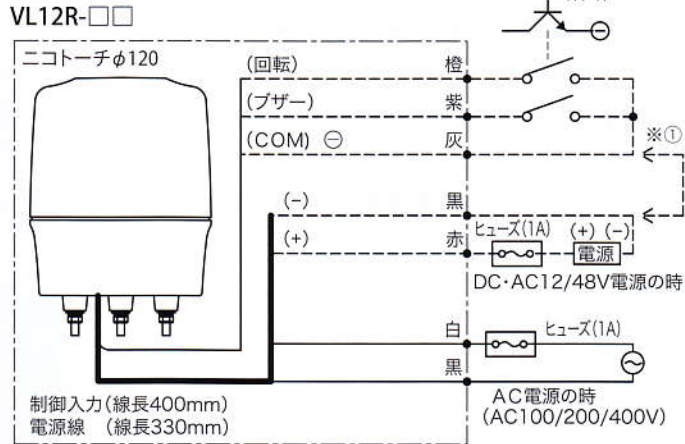 VL12R-□□
ニコトーチφ120
(回転) 橙
(ブザー) 紫
(COM) ⊖ 灰
※①
(-) 黒
(+) 赤
ヒューズ(1A)
(+) (-)
電源
DC・AC12/48V電源の時
白 ヒューズ(1A)
黒
AC電源の時
(AC100/200/400V)
制御入力(線長400mm)
電源線 (線長330mm)